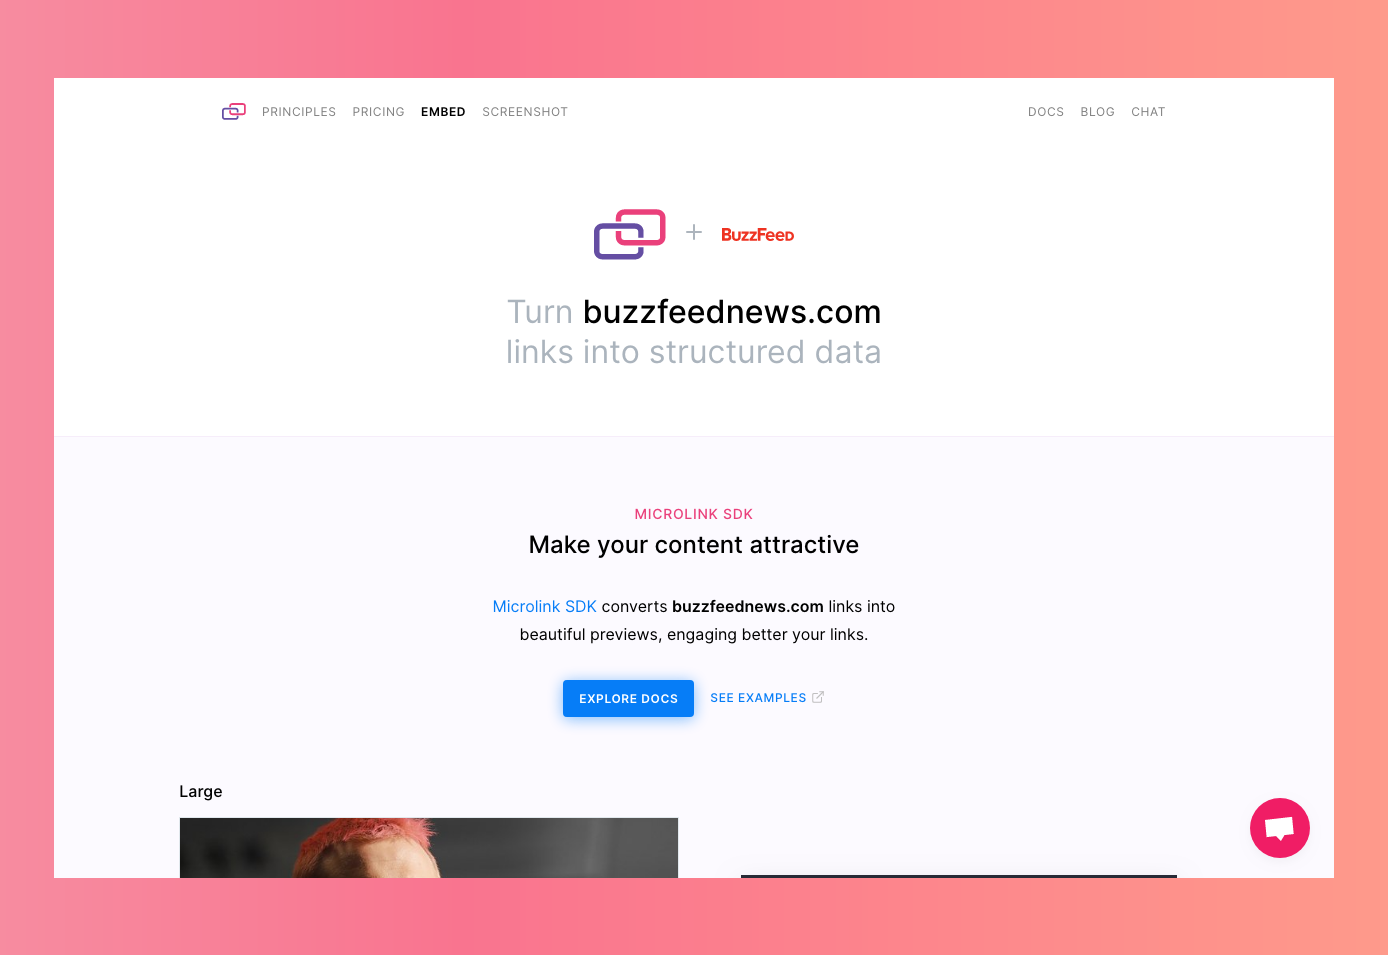 PRINCIPLES PRICING EMBED SCREENSHOT DOCS BLOG CHAT
BuzzFeed
Turn buzzfeednews.com
links into structured data
MICROLINK SDK
Make your content attractive
Microlink SDK converts buzzfeednews.com links into
beautiful previews, engaging better your links.
EXPLORE DOCS SEE EXAMPLES
Large